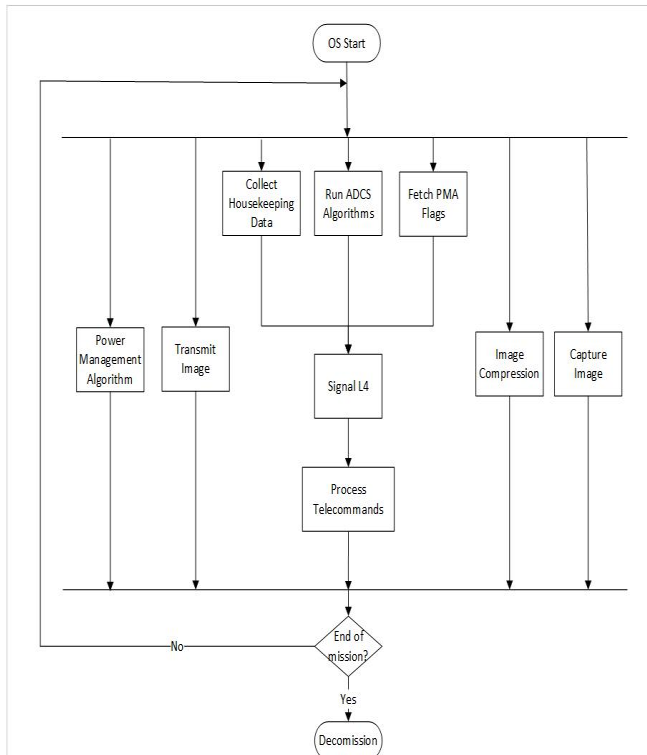 OS Start
Collect
Housekeeping
Data
Run ADCS
Algorithms
Fetch PMA
Flags
Power
Management
Algorithm
Transmit
Image
Signal L4
Image
Compression
Capture
Image
Process
Telecommands
End of
mission?
No
Yes
Decomission